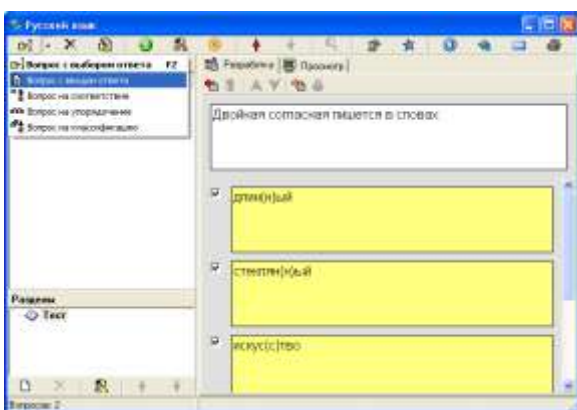 Русский язык
Вопрос с выбором ответа F2
Вопрос с вводом ответа
Вопрос на соответствие
Вопрос на упорядочение
Вопрос на классификацию
Разработка Просмотр
Двойная согласная пишется в словах
длин(н)ый
стеклян(н)ый
искус(с)тво
Разделы
Тест
Вопросов: 2